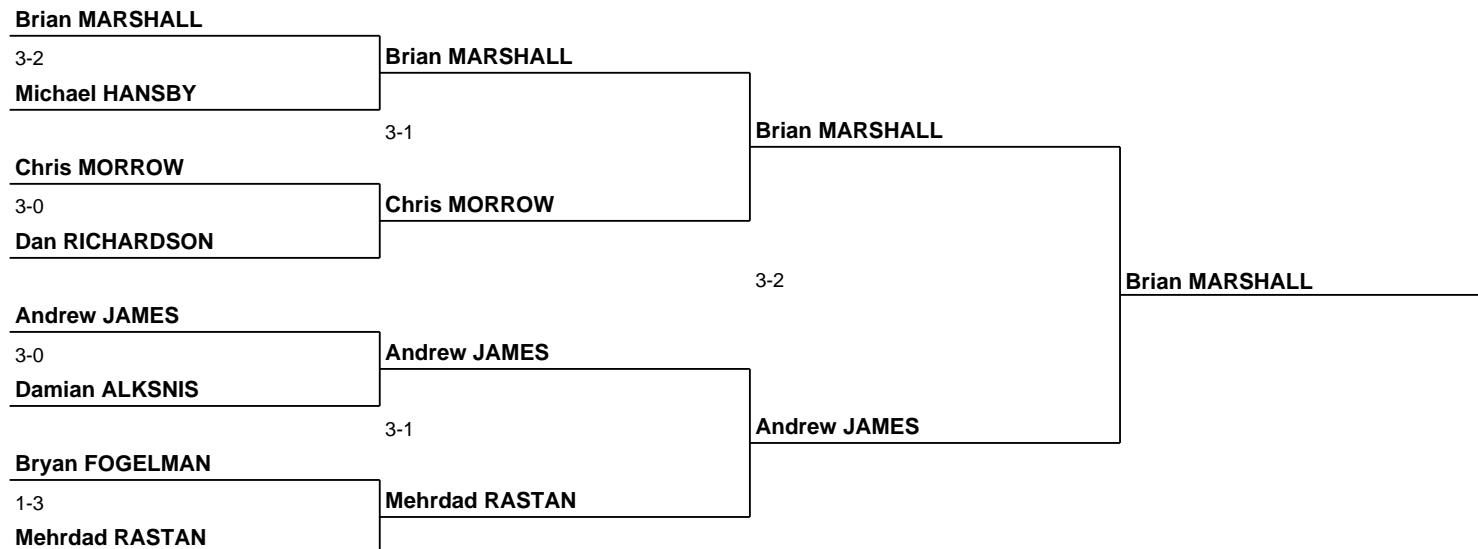 Brian MARSHALL
3-2
Brian MARSHALL
Michael HANSBY
3-1
Brian MARSHALL
Chris MORROW
3-0
Chris MORROW
Dan RICHARDSON
3-2
Brian MARSHALL
Andrew JAMES
3-0
Andrew JAMES
Damian ALKSNIS
3-1
Andrew JAMES
Bryan FOGELMAN
1-3
Mehrdad RASTAN
Mehrdad RASTAN